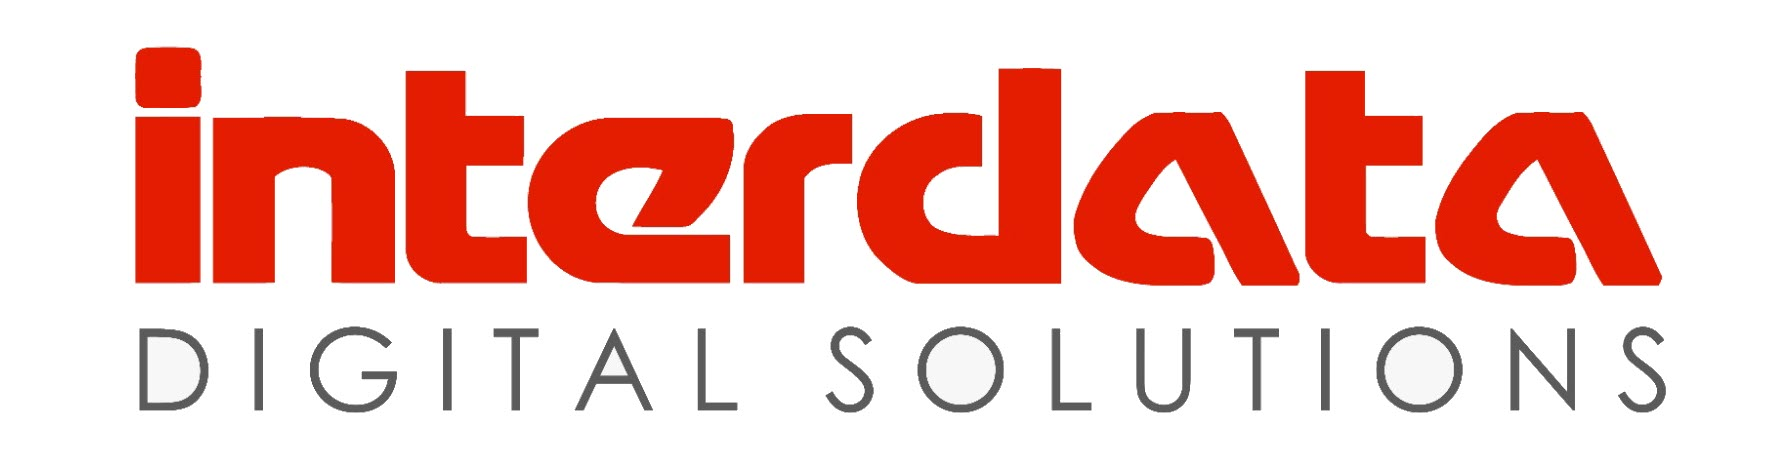 interdata
DIGITAL SOLUTIONS